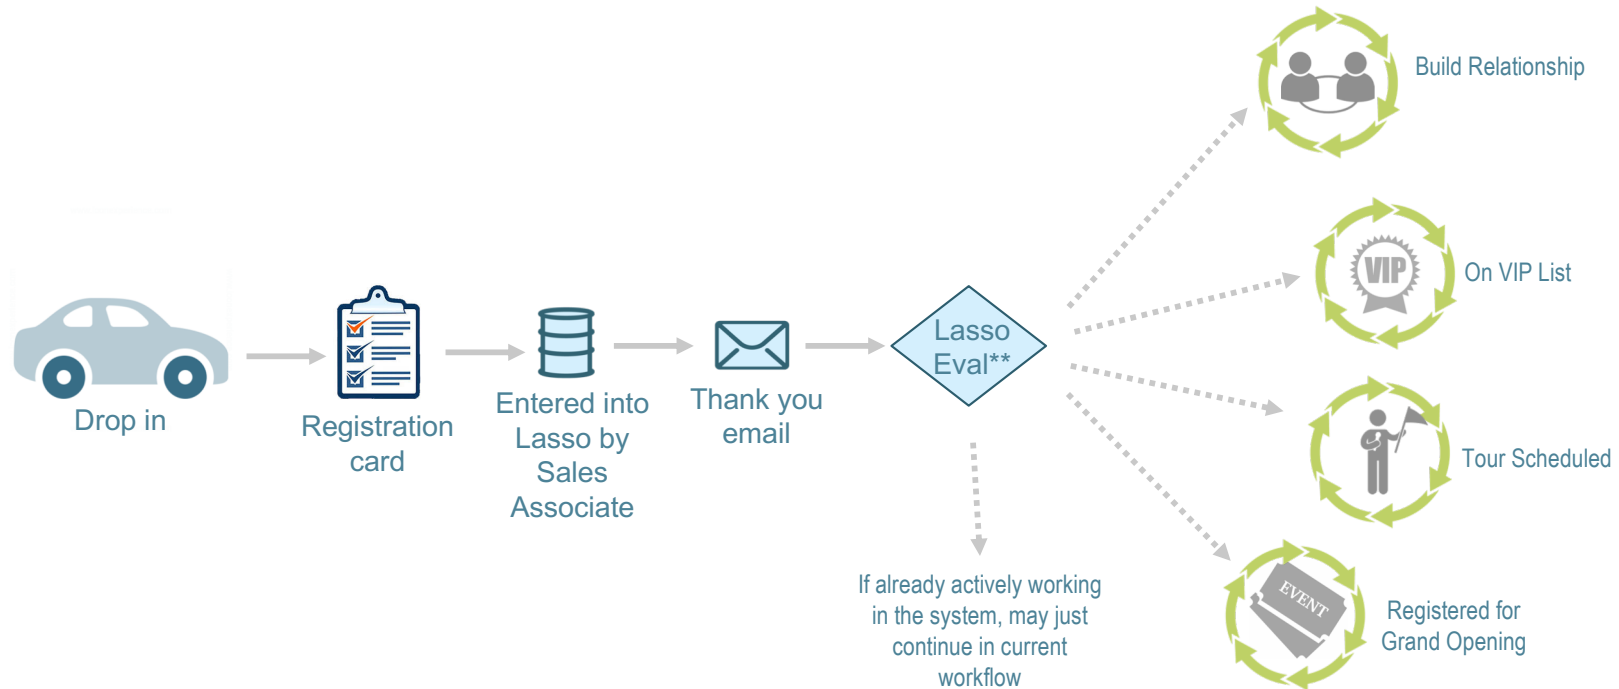 Drop in
Registration
card
Entered into
Lasso by
Sales
Associate
Thank you
email
Lasso
Eval**
If already actively working
in the system, may just
continue in current
workflow
Build Relationship
VIP
On VIP List
Tour Scheduled
EVENT
Registered for
Grand Opening